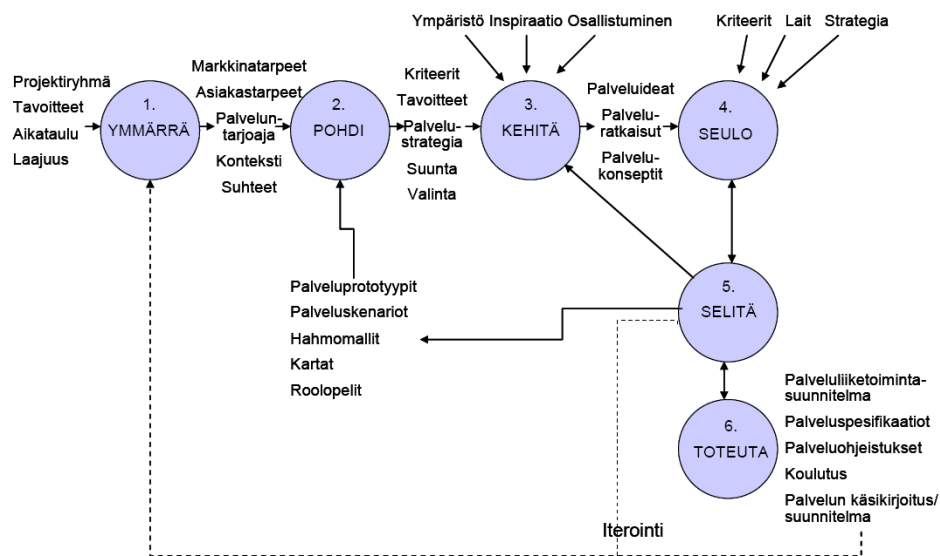 Ympäristö Inspiraatio Osallistuminen
Kriteerit Lait Strategia
Projektiryhmä
Tavoitteet
Aikataulu
Laajuus
1.
YMMÄRRÄ
Markkinatarpeet
Asiakastarpeet
Palvelun-
tarjoaja
Konteksti
Suhteet
2.
POHDI
Kriteerit
Tavoitteet
Palvelu-
strategia
Suunta
Valinta
3.
KEHITÄ
Palveluideat
Palvelu-
ratkaisut
Palvelu-
konseptit
4.
SEULO
Palveluprototyypit
Palveluskenariot
Hahmomallit
Kartat
Roolopelit
5.
SELITÄ
6.
TOTEUTA
Palveluliiketoiminta-
suunnitelma
Palveluspesifikaatiot
Palveluohjeistukset
Koulutus
Palvelun käsikirjoitus/
suunnitelma
Iterointi